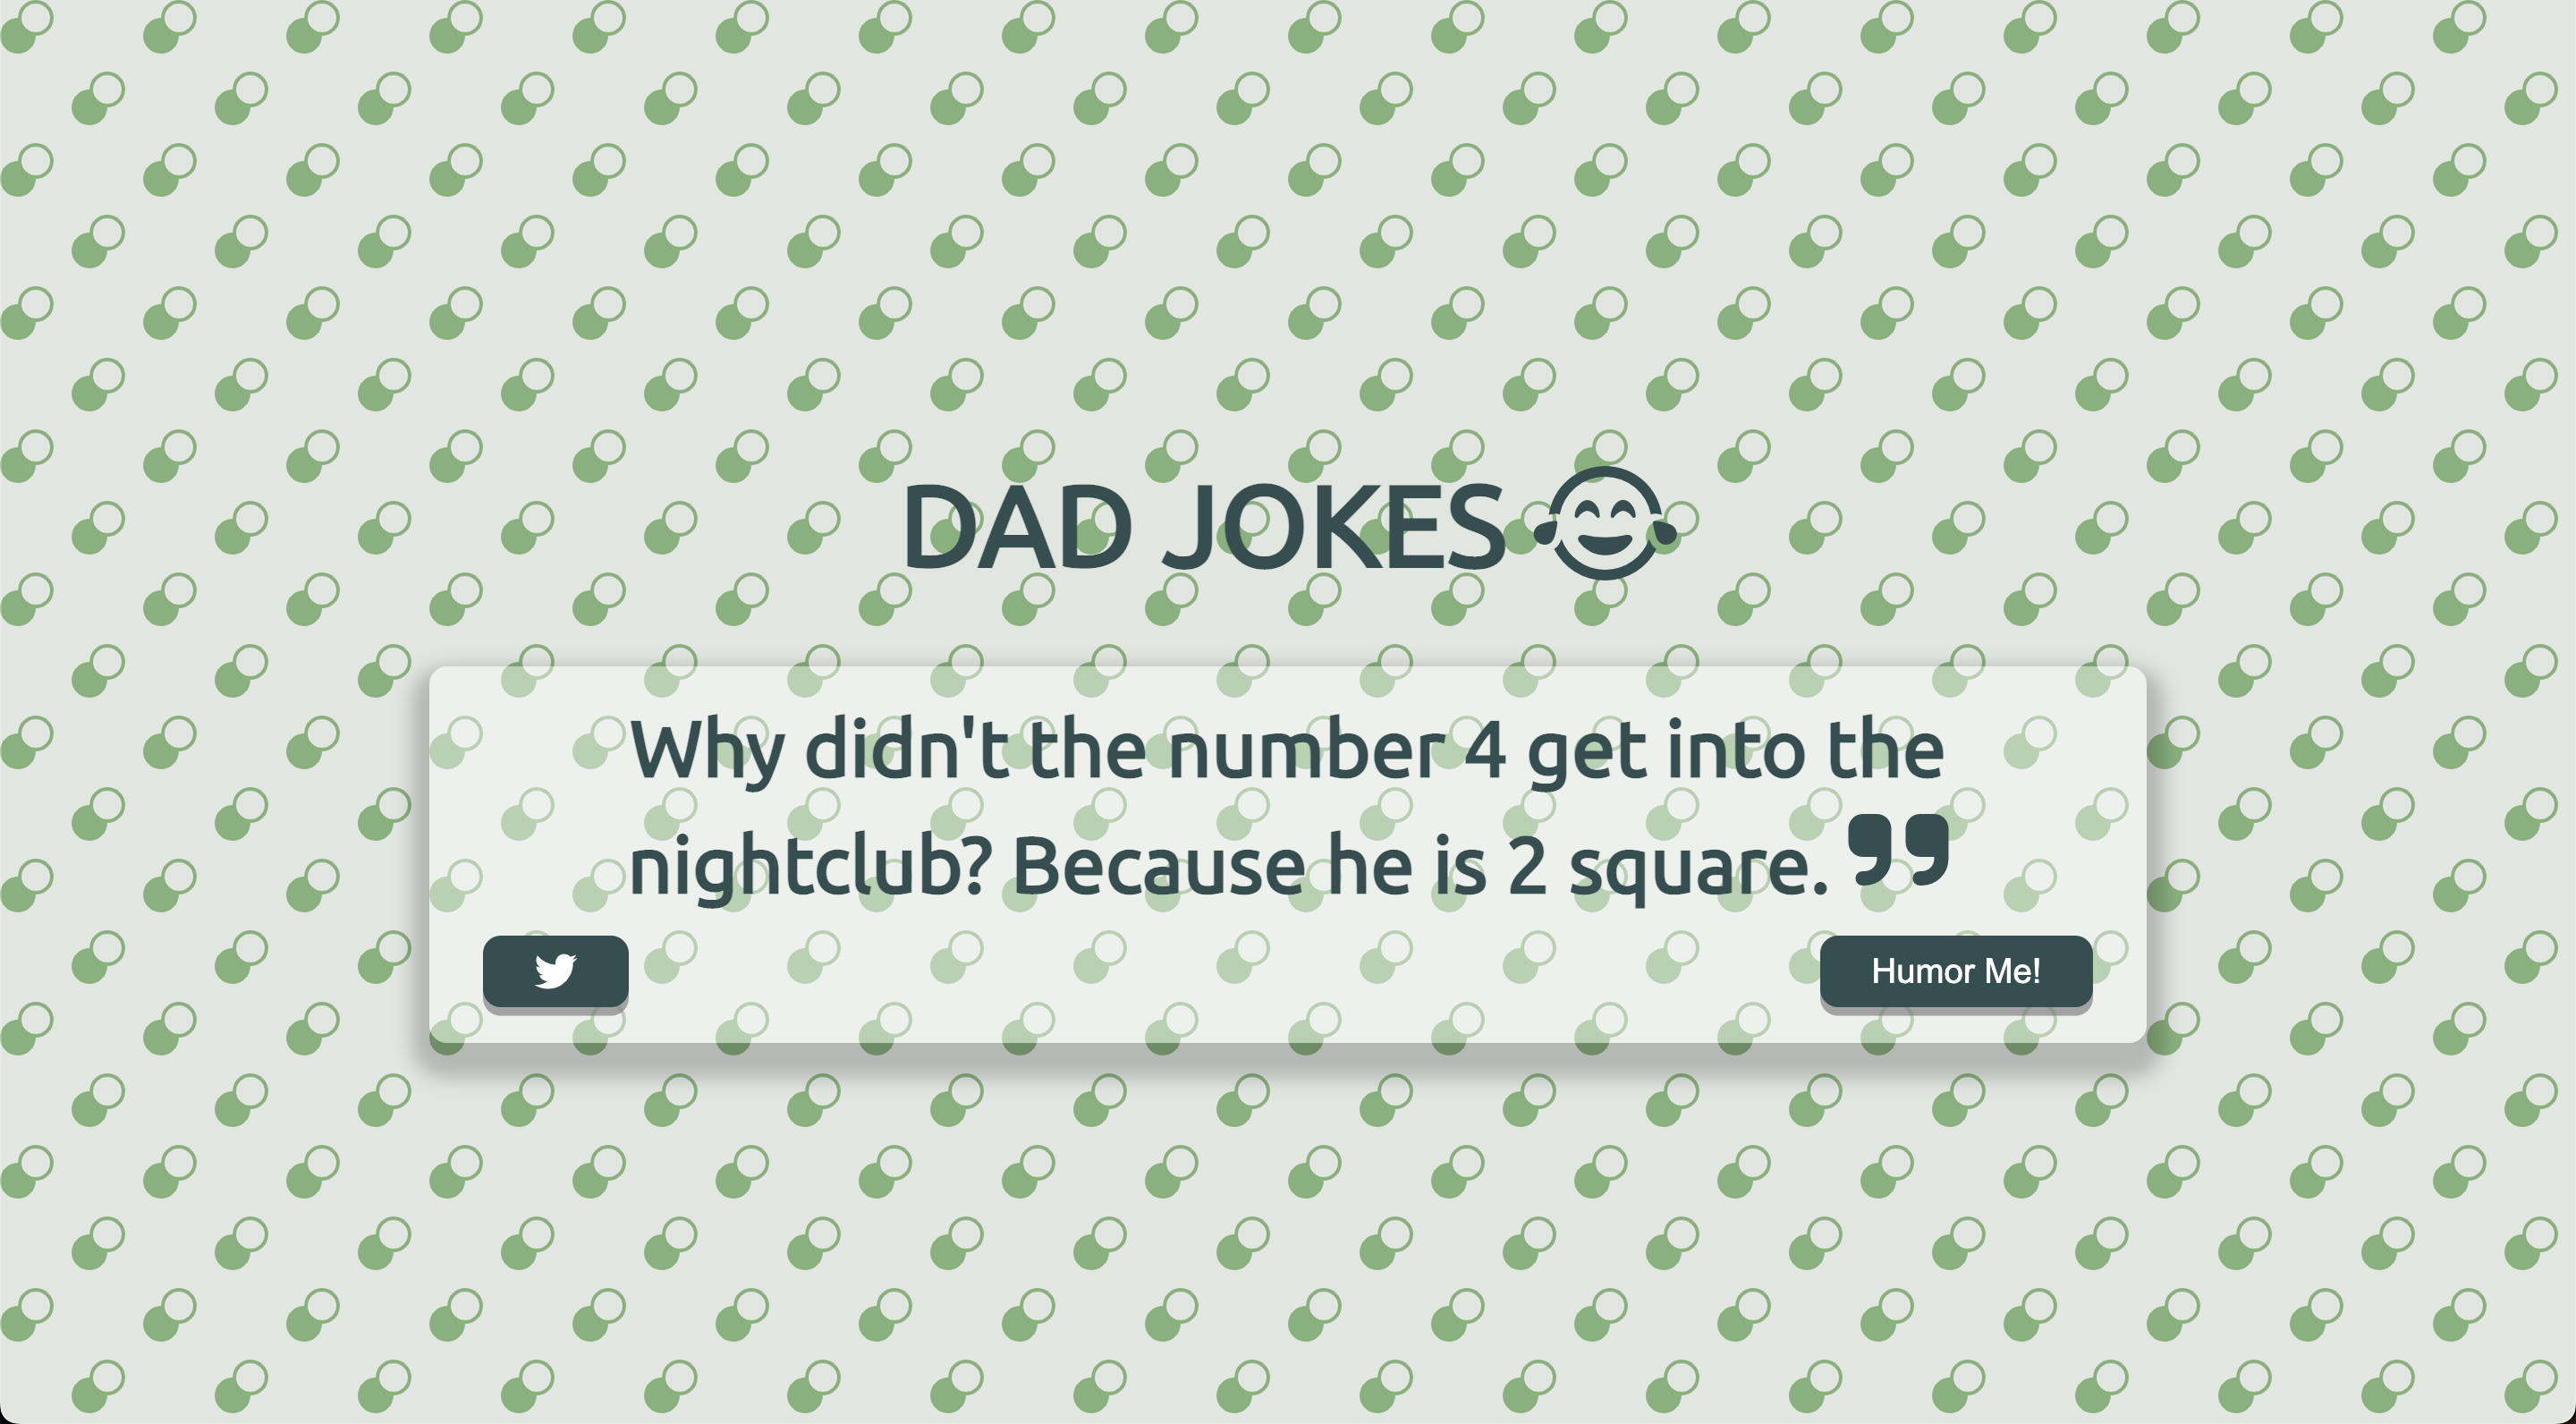 DAD JOKES
Why didn't the number 4 get into the
nightclub? Because he is 2 square. ”
Humor Me!